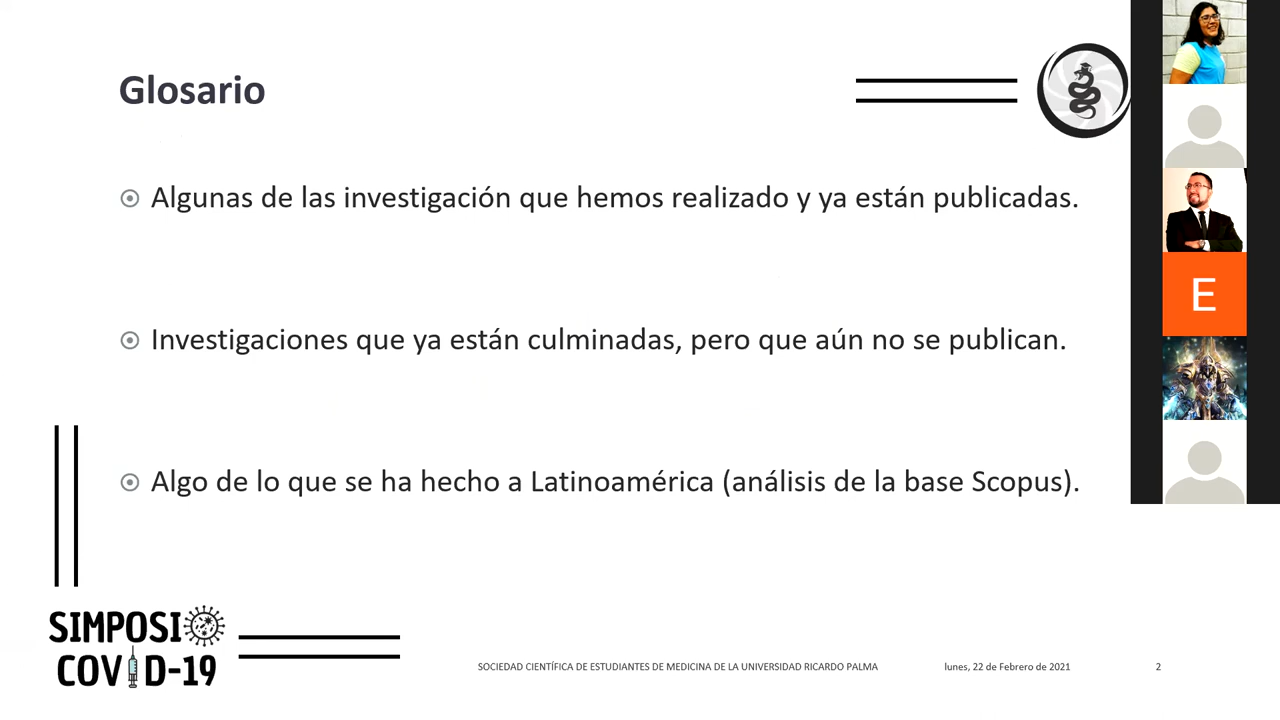 Glosario
Algunas de las investigación que hemos realizado y ya están publicadas.
Investigaciones que ya están culminadas, pero que aún no se publican.
Algo de lo que se ha hecho a Latinoamérica (análisis de la base Scopus).
E
SIMPOSI
COV D-19
SOCIEDAD CIENTÍFICA DE ESTUDIANTES DE MEDICINA DE LA UNIVERSIDAD RICARDO PALMA
lunes, 22 de Febrero de 2021
2